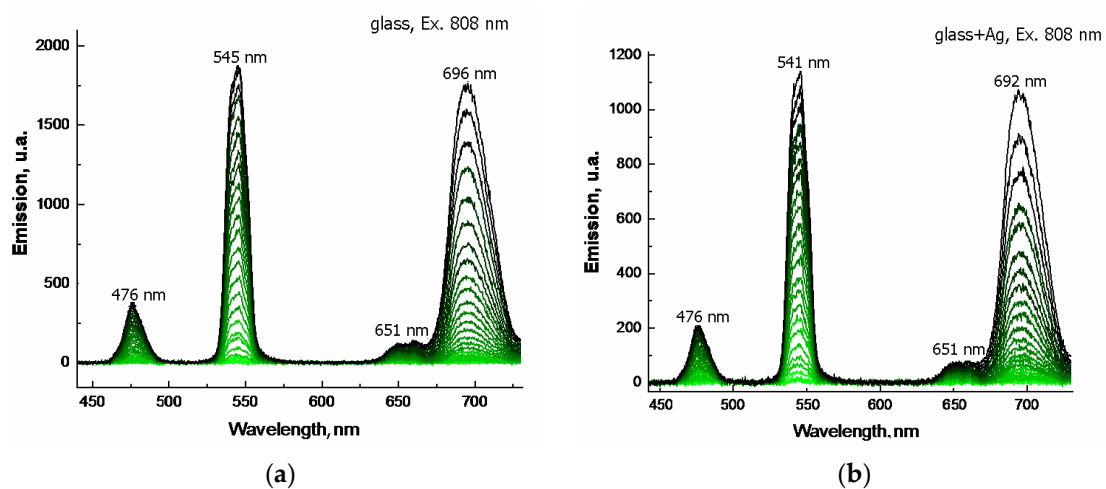 glass, Ex. 808 nm
2000
1500
1000
500
0
Emission, u.a.
545 nm
696 nm
476 nm
651 nm
450 500 550 600 650 700
Wavelength, nm
(a)
glass+Ag, Ex. 808 nm
1200
1000
800
600
400
200
0
Emission, u.a.
541 nm
692 nm
476 nm
651 nm
450 500 550 600 650 700
Wavelength, nm
(b)